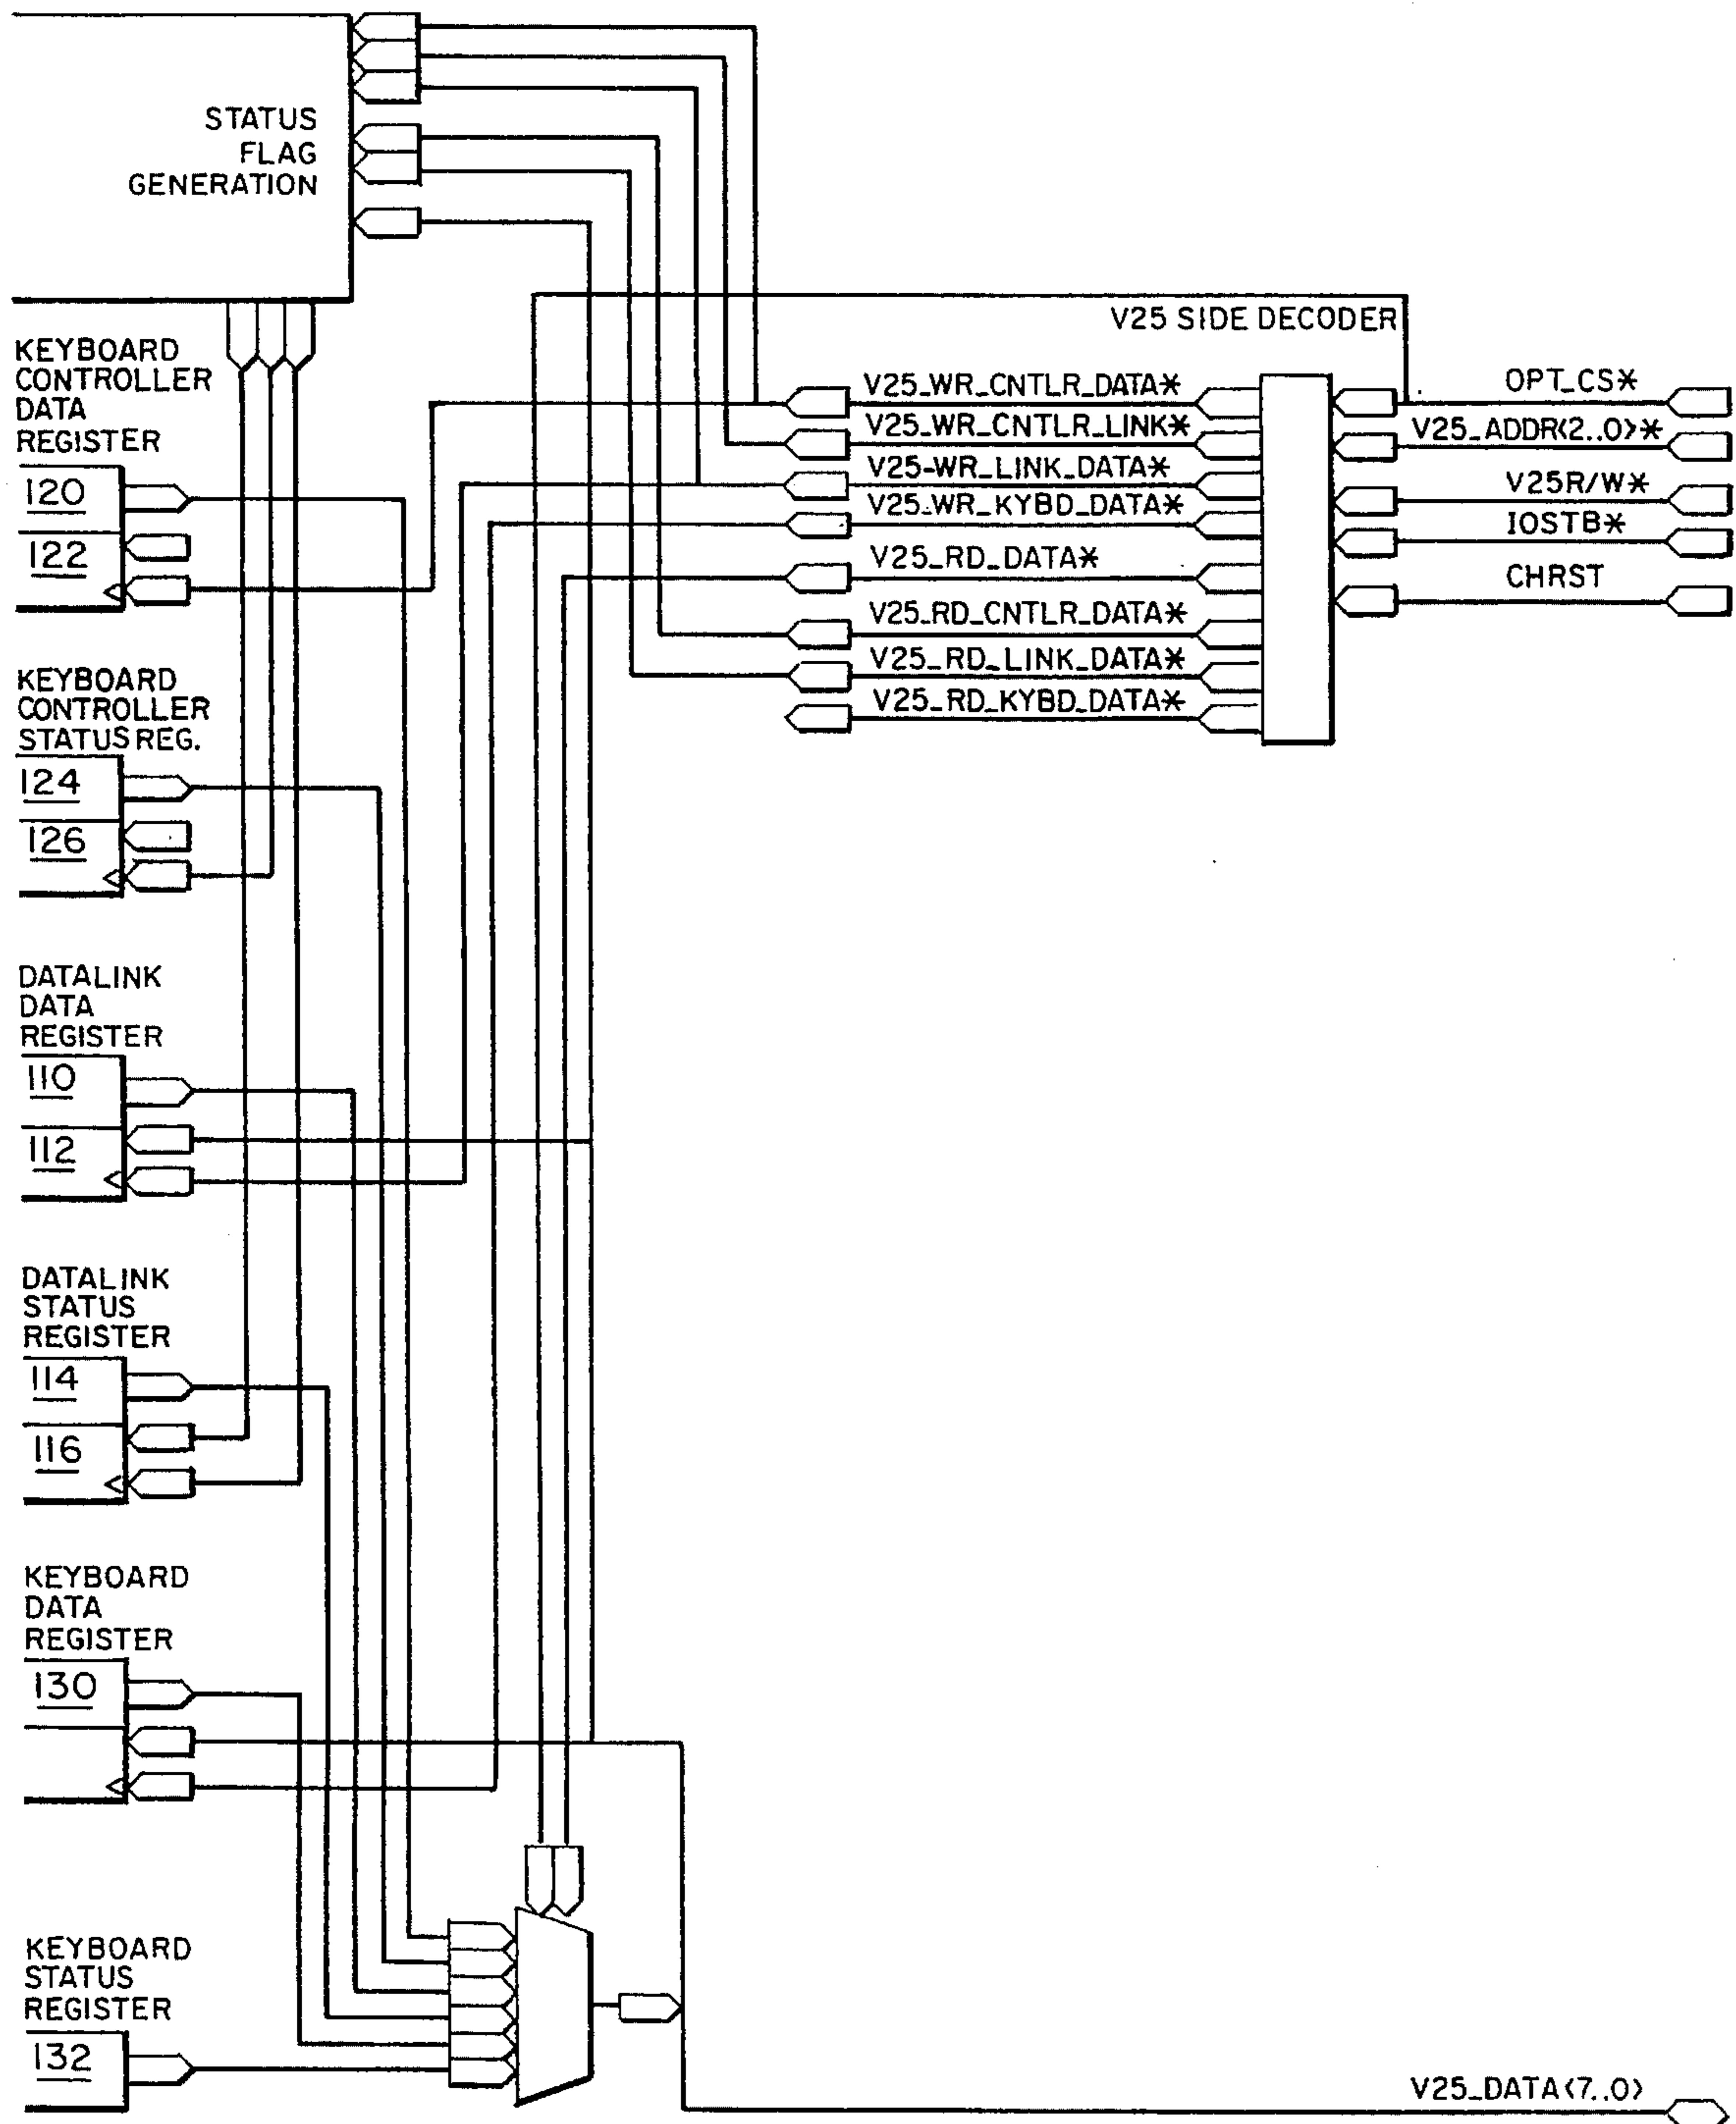 STATUS
FLAG
GENERATION
V25 SIDE DECODER
KEYBOARD
CONTROLLER
DATA
REGISTER
120
122
V25_WR_CNTLR_DATA*
V25_WR_CNTLR_LINK*
V25-WR_LINK_DATA*
V25_WR_KYBD_DATA*
V25_RD_DATA*
V25_RD_CNTLR_DATA*
V25_RD_LINK_DATA*
V25_RD_KYBD_DATA*
OPT_CS*
V25_ADDR<2..0>*
V25R/W*
IOSTB*
CHRST
KEYBOARD
CONTROLLER
STATUS REG.
124
126
DATALINK
DATA
REGISTER
110
112
DATALINK
STATUS
REGISTER
114
116
KEYBOARD
DATA
REGISTER
130
KEYBOARD
STATUS
REGISTER
132
V25_DATA<7..0>